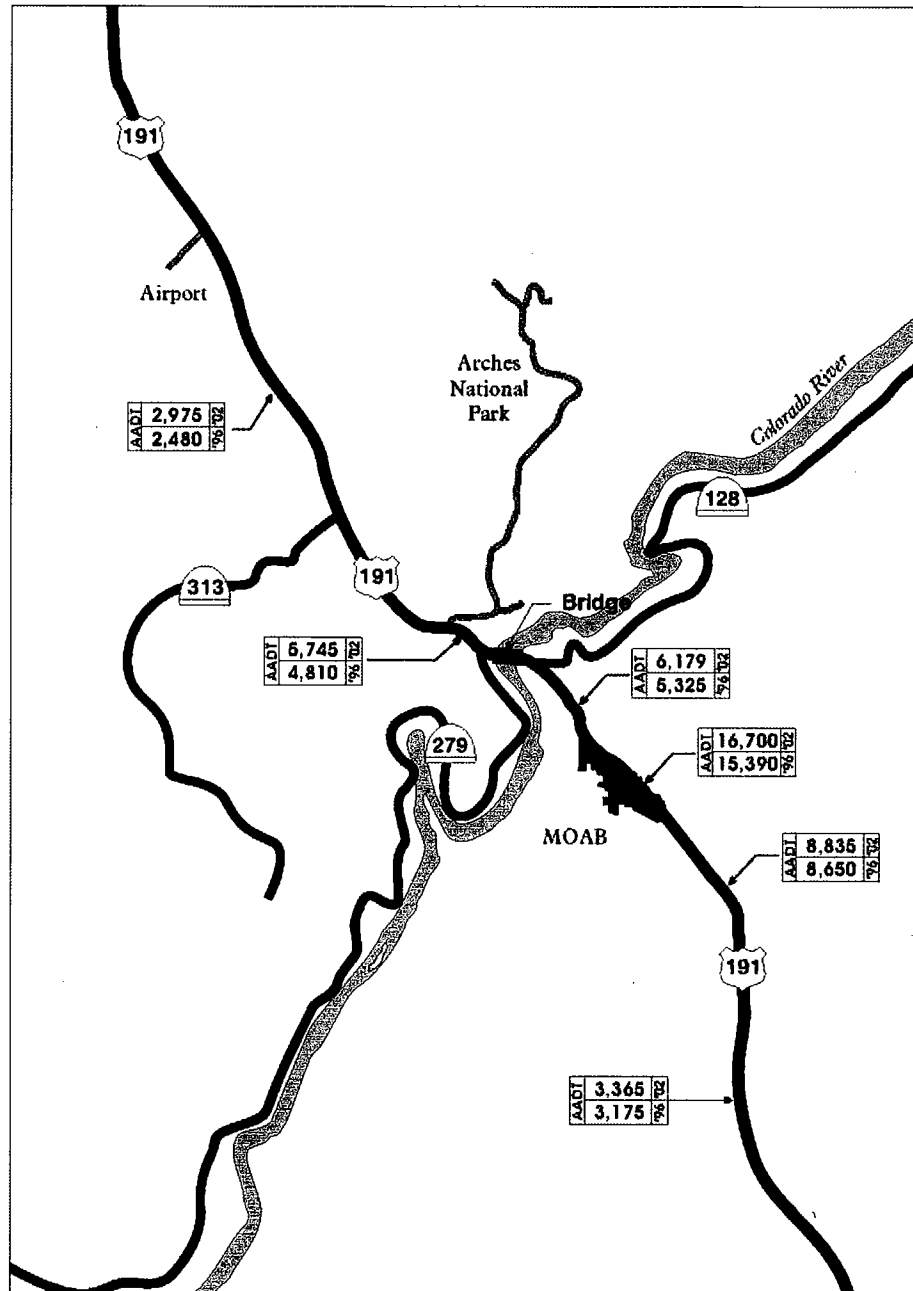 191
Airport
Arches
National
Park
Colorado River
AADT 2,975 '02
2,480 '96
128
191
313
Bridge
AADT 5,745 '02
4,810 '96
AADT 6,179 '02
5,325 '96
279
AADT 16,700 '02
15,390 '96
MOAB
AADT 8,835 '02
8,650 '96
191
AADT 3,365 '02
3,175 '96